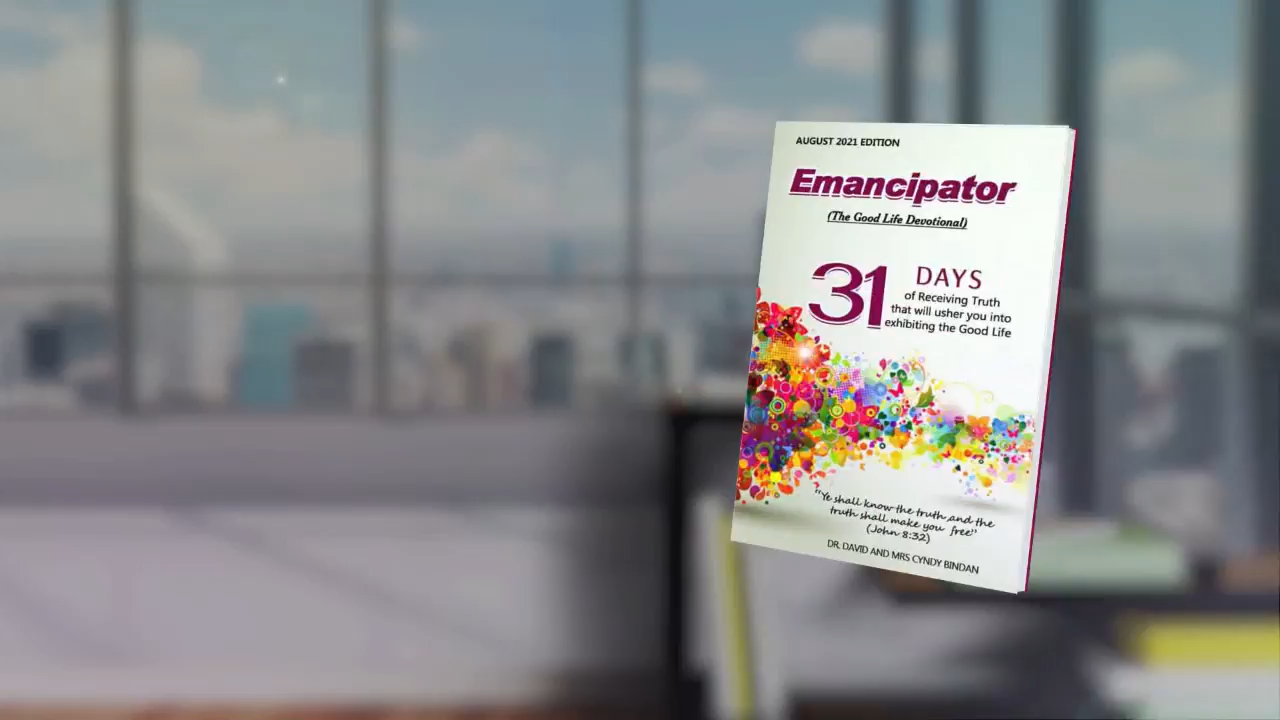 AUGUST 2021 EDITION
Emancipator
(The Good Life Devotional)
31 DAYS
of Receiving Truth
that will usher you into
exhibiting the Good Life
"Ye shall know the truth and the
truth shall make you free"
(John 8:32)
DR. DAVID AND MRS CYNDY BINDAN